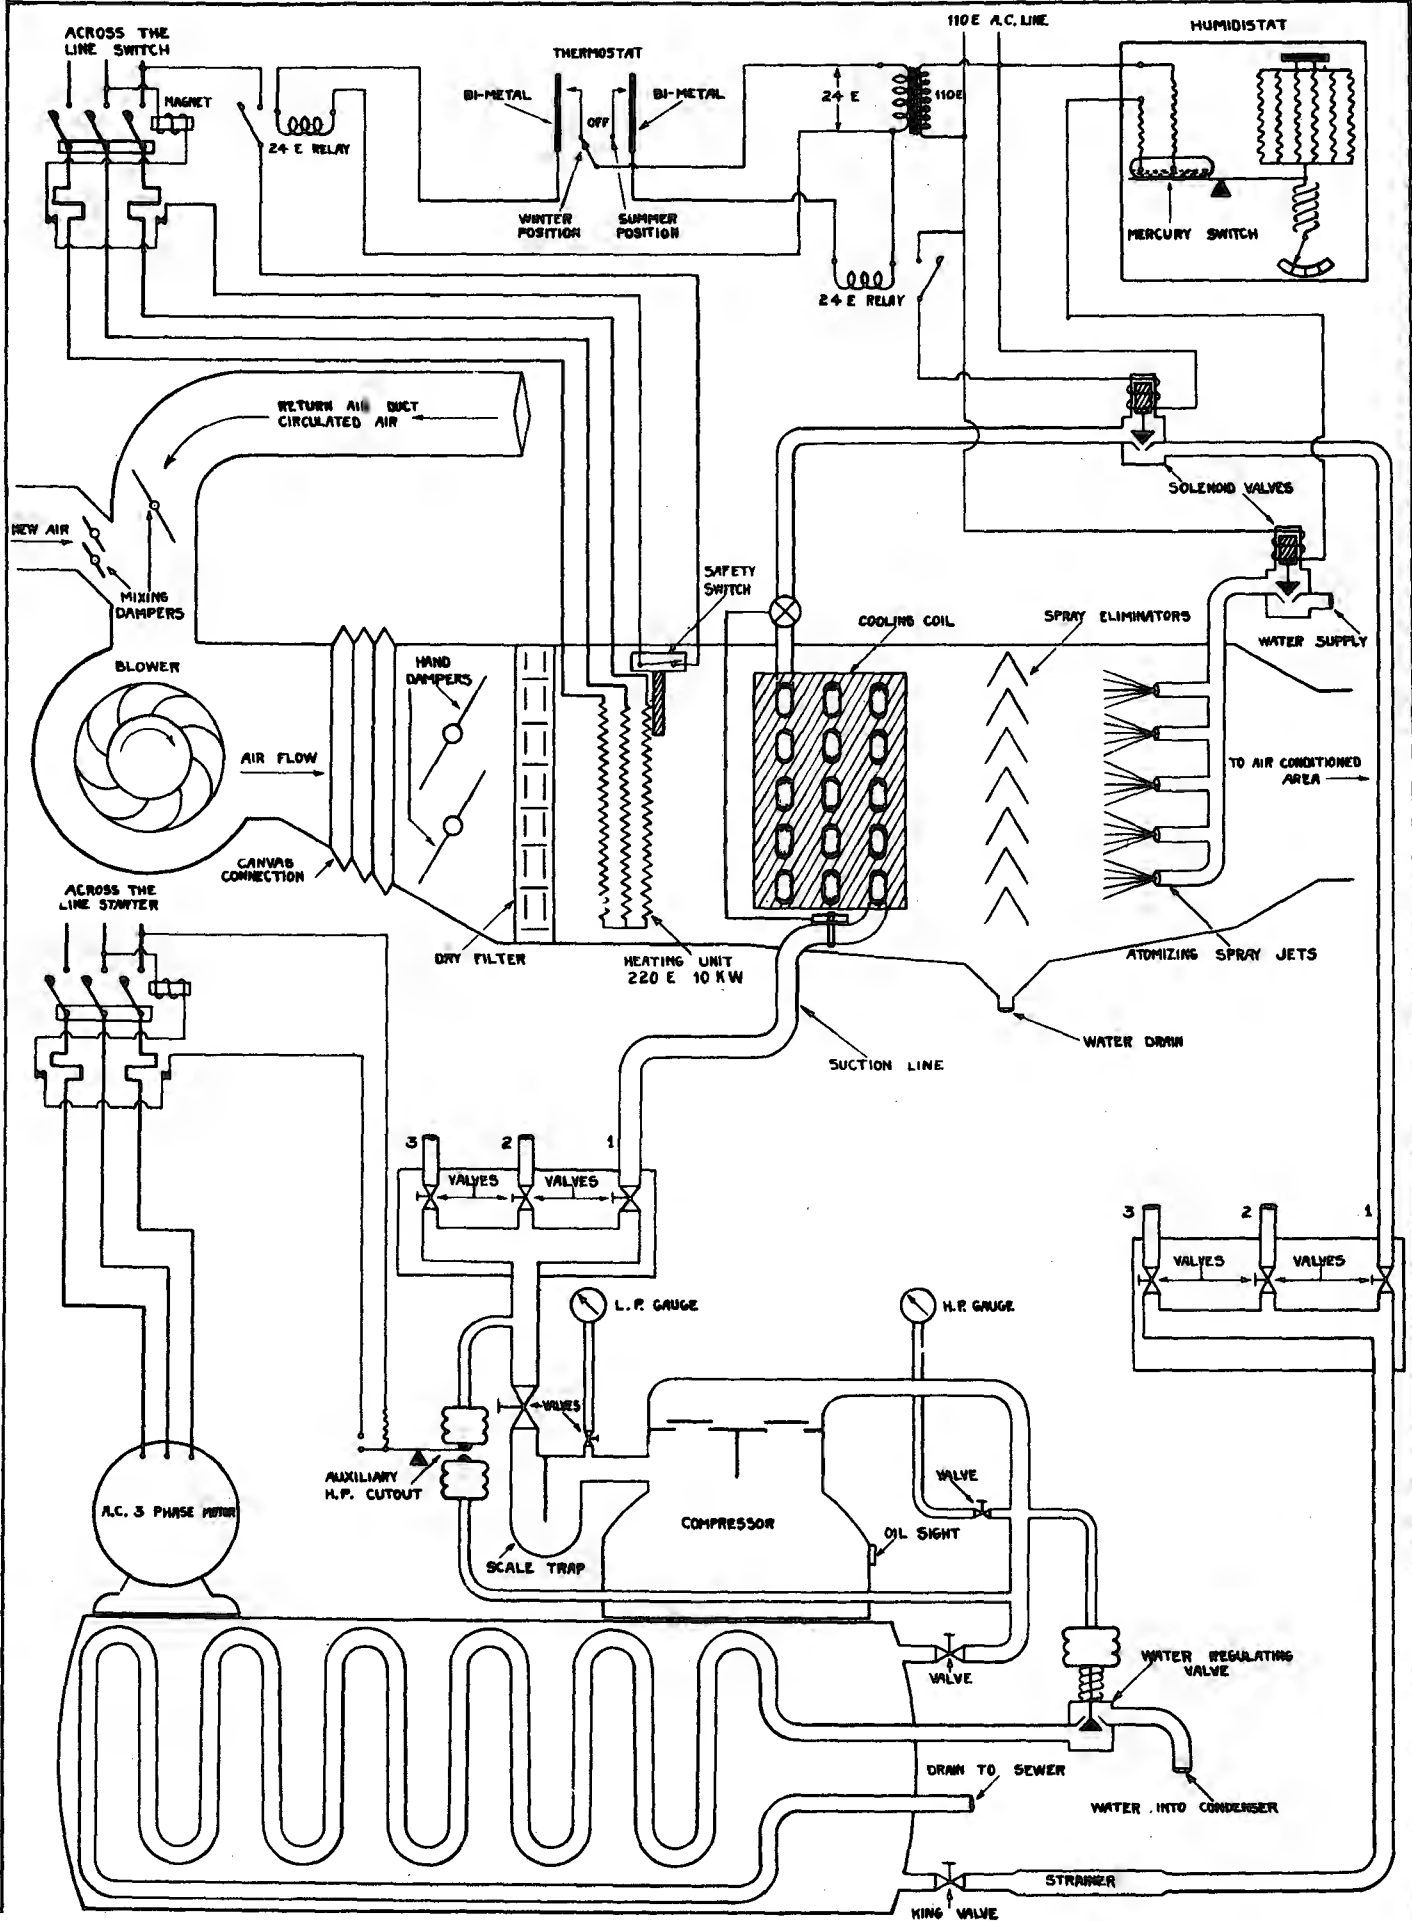 ACROSS THE
LINE SWITCH
MAGNET
24 E RELAY
THERMOSTAT
BI-METAL
OFF
BI-METAL
WINTER
POSITION
SUMMER
POSITION
24 E
110 E
110 E A.C. LINE
HUMIDISTAT
MERCURY SWITCH
24 E RELAY
RETURN AIR DUCT
CIRCULATED AIR
NEW AIR
MIXING
DAMPERS
SOLENOID VALVES
SAFETY
SWITCH
COOLING COIL
SPRAY ELIMINATORS
WATER SUPPLY
BLOWER
HAND
DAMPERS
AIR FLOW
TO AIR CONDITIONED
AREA
CANVAS
CONNECTION
DRY FILTER
HEATING UNIT
220 E 10 KW
ATOMIZING SPRAY JETS
ACROSS THE
LINE STARTER
WATER DRAIN
SUCTION LINE
3 2 1
VALVES VALVES
3 2 1
VALVES VALVES
L.P. GAUGE
H.P. GAUGE
VALVES
AUXILIARY
H.P. CUTOUT
VALVE
A.C. 3 PHASE MOTOR
COMPRESSOR
OIL SIGHT
SCALE TRAP
WATER REGULATING
VALVE
VALVE
DRAIN TO SEWER
WATER INTO CONDENSER
STRAINER
KING VALVE